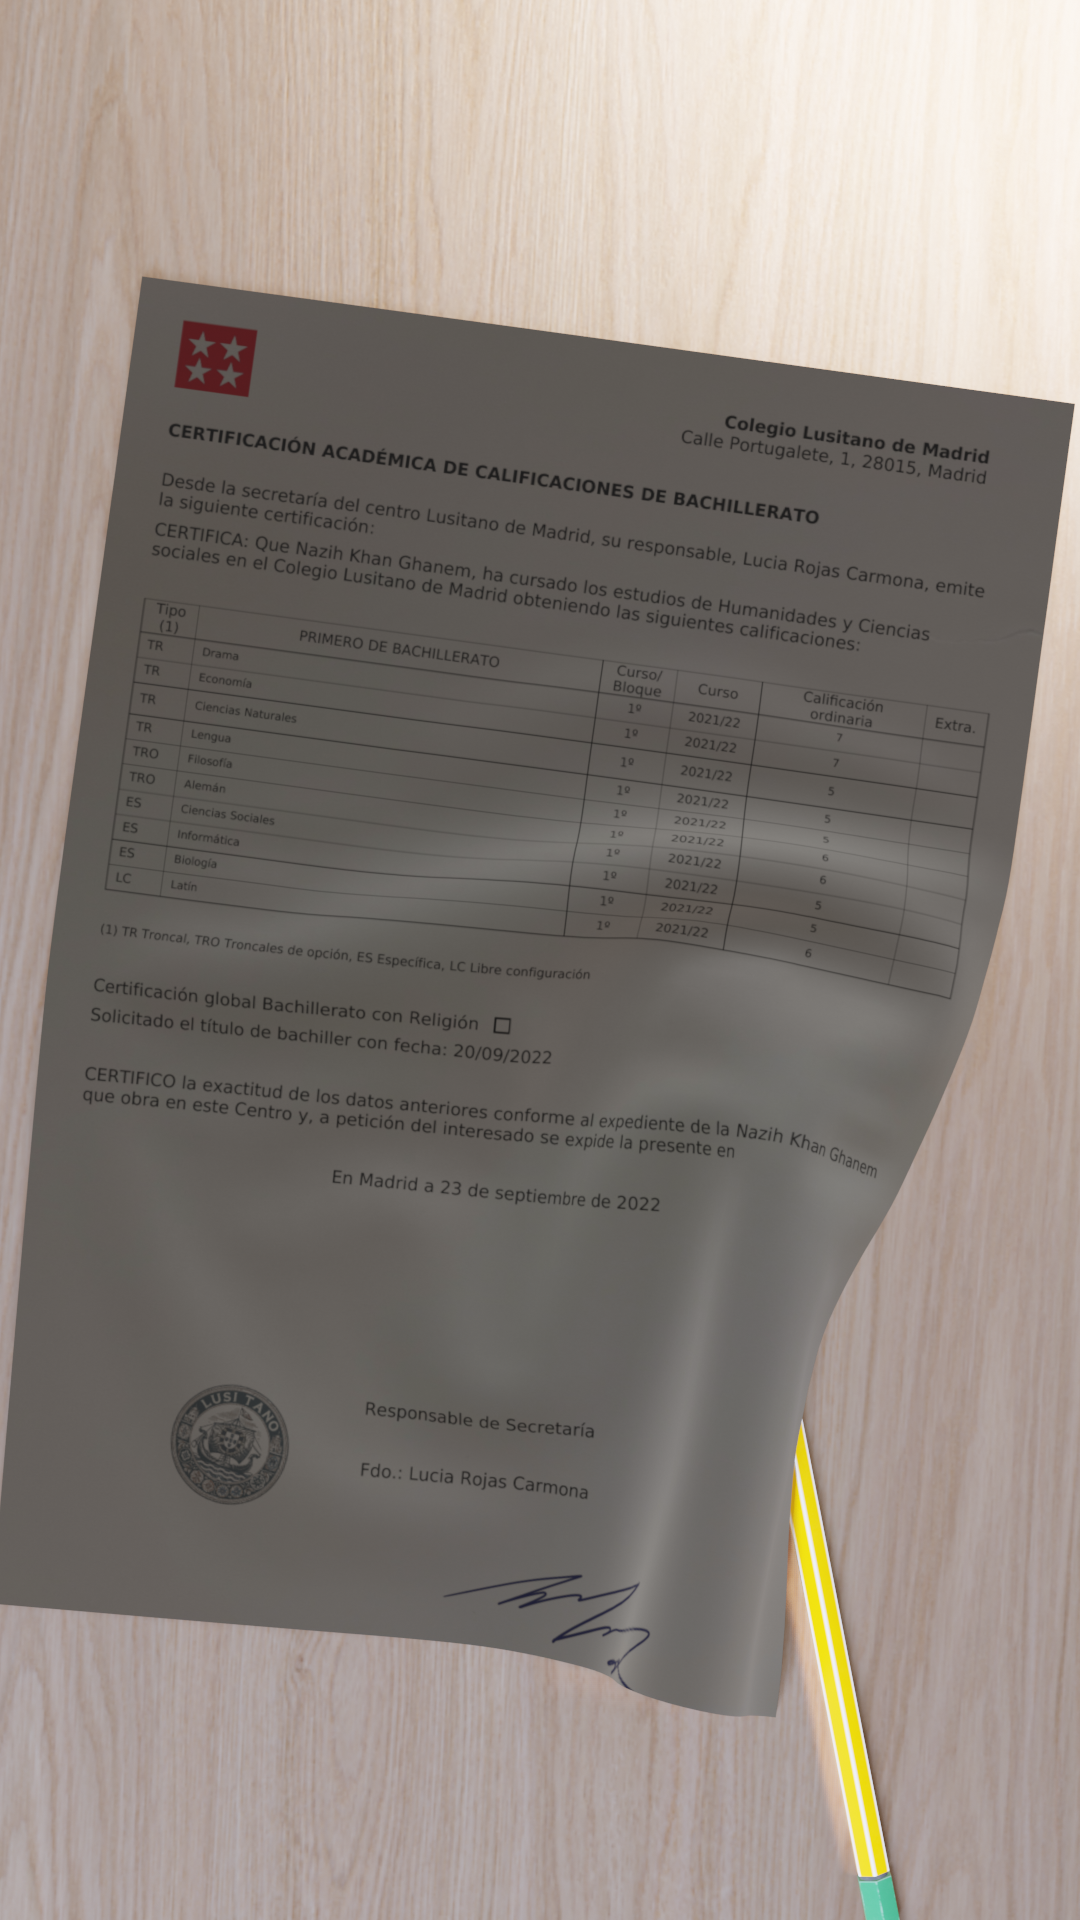 Colegio Lusitano de Madrid
Calle Portugalete, 1, 28015, Madrid
CERTIFICACIÓN ACADÉMICA DE CALIFICACIONES DE BACHILLERATO
Desde la secretaría del centro Lusitano de Madrid, su responsable, Lucia Rojas Carmona, emite
la siguiente certificación:
CERTIFICA: Que Nazih Khan Ghanem, ha cursado los estudios de Humanidades y Ciencias
sociales en el Colegio Lusitano de Madrid obteniendo las siguientes calificaciones:
Tipo (1) PRIMERO DE BACHILLERATO Curso/ Bloque Curso Calificación ordinaria Extra.
TR Drama 1º 2021/22 7
TR Economía 1º 2021/22 7
TR Ciencias Naturales 1º 2021/22 5
TR Lengua 1º 2021/22 5
TRO Filosofía 1º 2021/22 5
TRO Alemán 1º 2021/22 6
ES Ciencias Sociales 1º 2021/22 6
ES Informática 1º 2021/22 5
ES Biología 1º 2021/22 5
LC Latín 1º 2021/22 6
(1) TR Troncal, TRO Troncales de opción, ES Específica, LC Libre configuración
Certificación global Bachillerato con Religión
Solicitado el título de bachiller con fecha: 20/09/2022
CERTIFICO la exactitud de los datos anteriores conforme al expediente de la Nazih Khan Ghanem
que obra en este Centro y, a petición del interesado se expide la presente en
En Madrid a 23 de septiembre de 2022
LUSI TANO
Responsable de Secretaría
Fdo.: Lucia Rojas Carmona